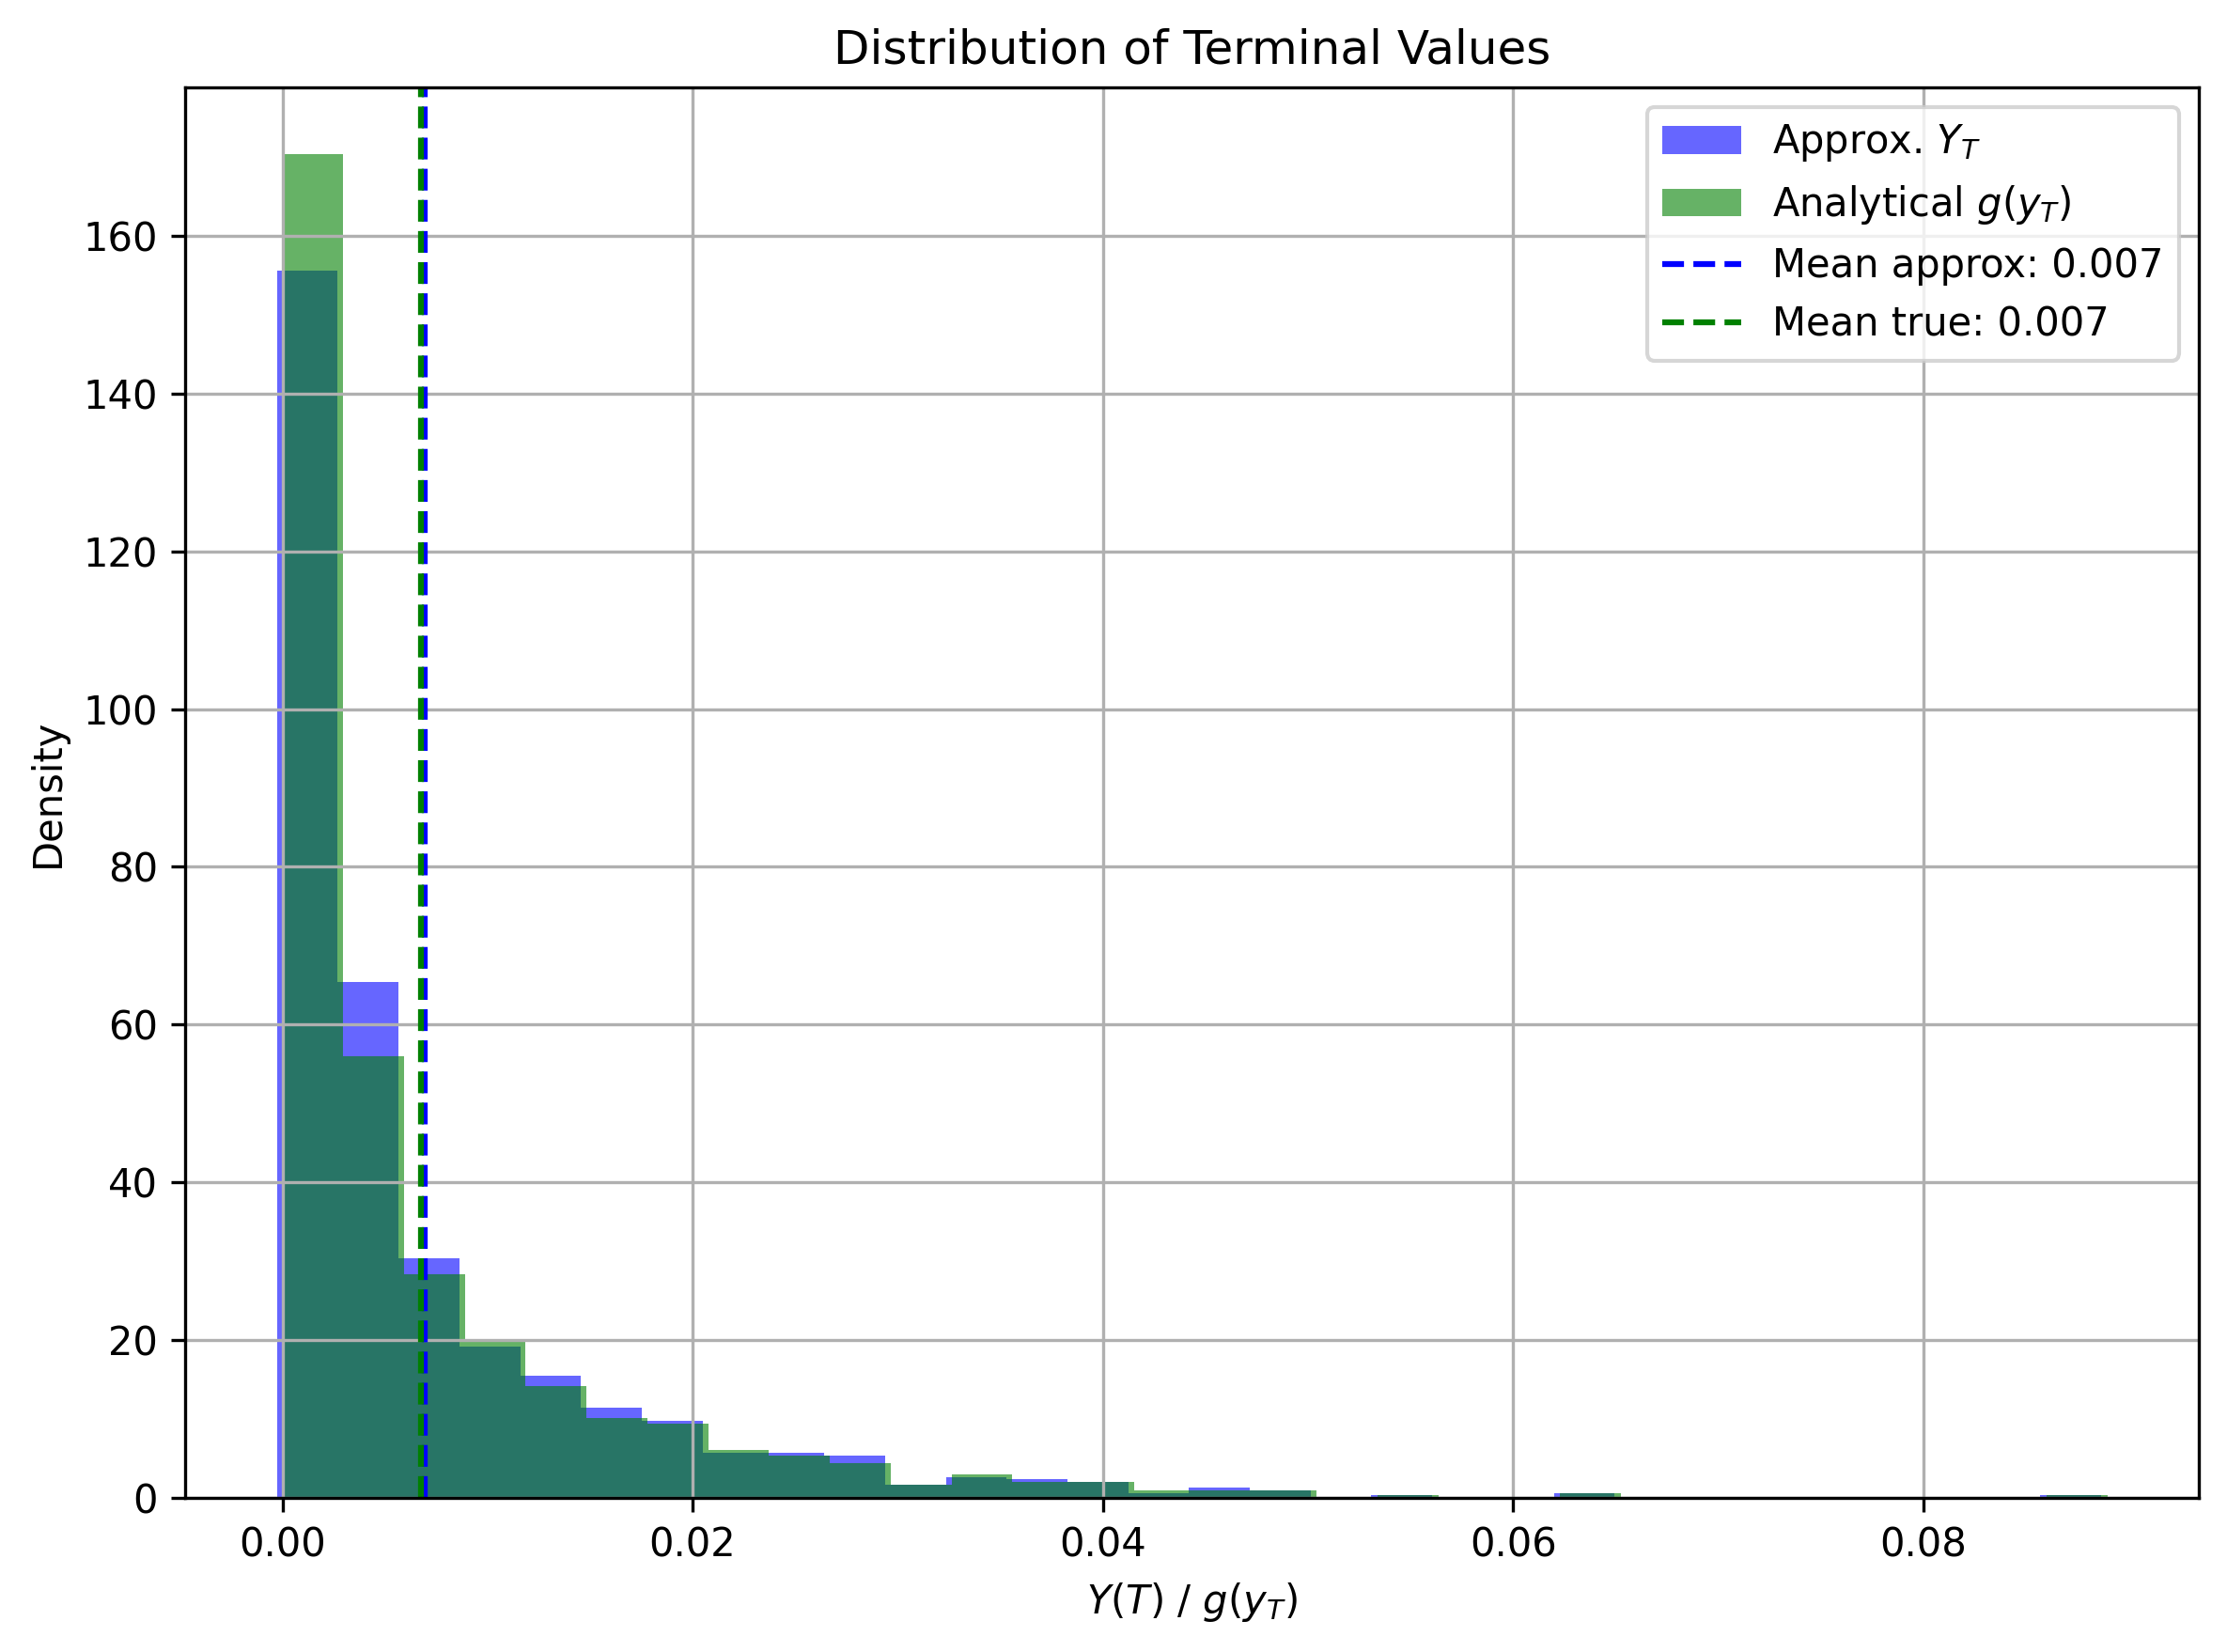 Distribution of Terminal Values
Approx. Y_T
Analytical g(y_T)
Mean approx: 0.007
Mean true: 0.007
Density
160
140
120
100
80
60
40
20
0
0.00 0.02 0.04 0.06 0.08
Y(T) / g(y_T)